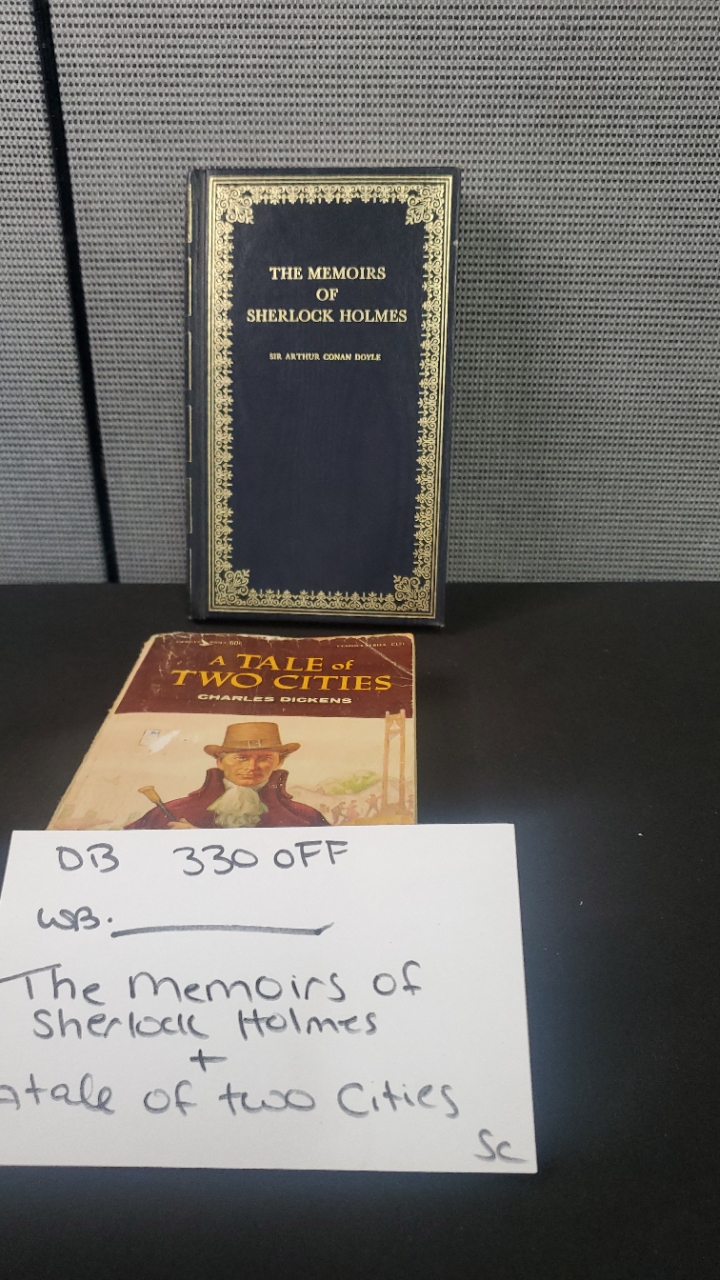 THE MEMOIRS
OF
SHERLOCK HOLMES
SIR ARTHUR CONAN DOYLE
A TALE of
TWO CITIES
CHARLES DICKENS
DB 330 OFF
WB.
The memoirs of
Sherlock Holmes
+
A tale of two Cities
Sc